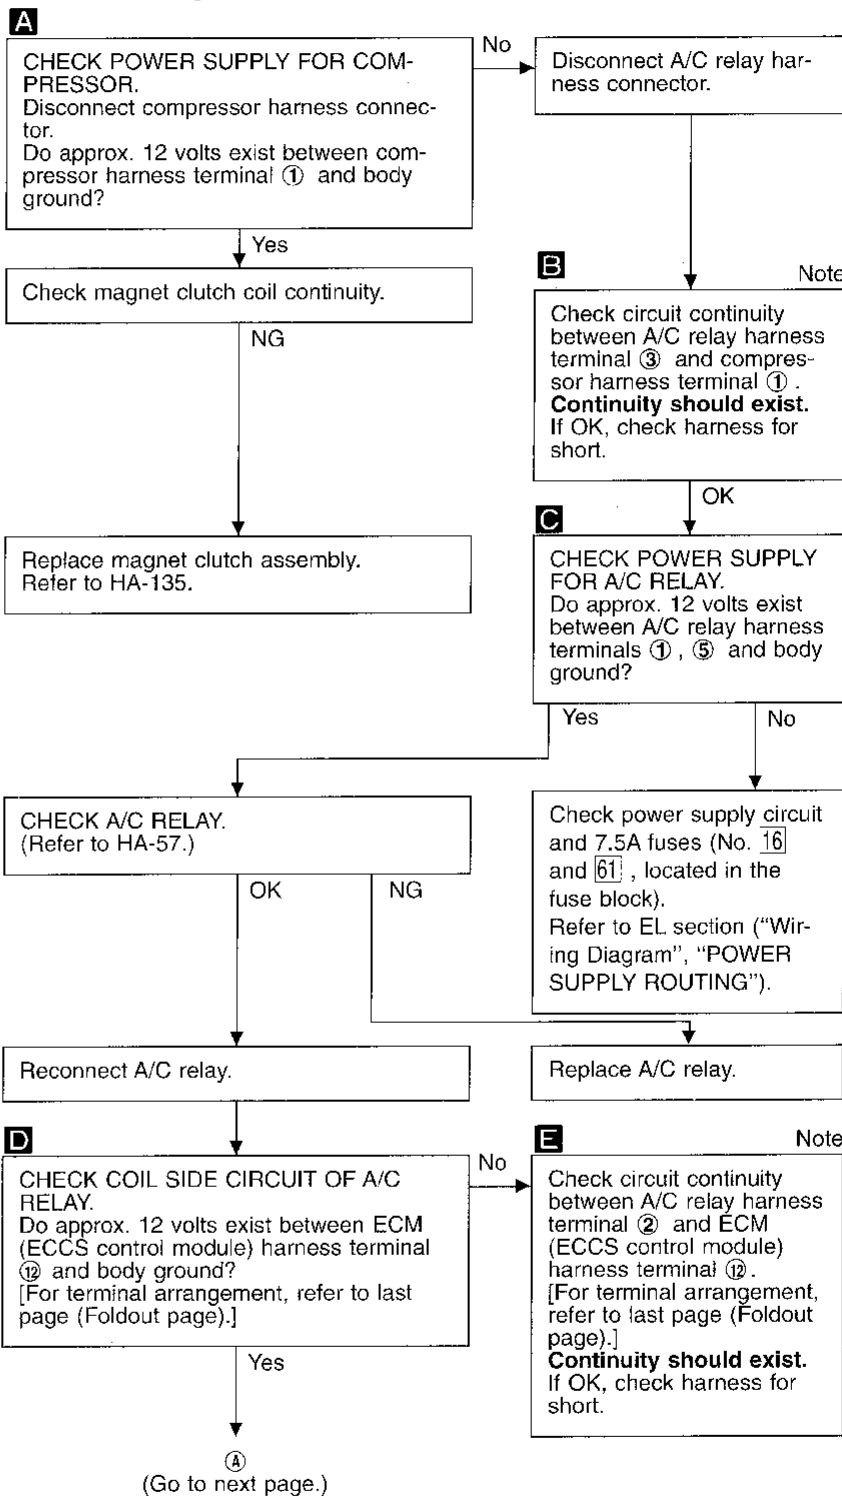 A
CHECK POWER SUPPLY FOR COM-
PRESSOR.
Disconnect compressor harness connec-
tor.
Do approx. 12 volts exist between com-
pressor harness terminal ① and body
ground?
No
Disconnect A/C relay har-
ness connector.
Yes
Check magnet clutch coil continuity.
NG
Replace magnet clutch assembly.
Refer to HA-135.
B
Note
Check circuit continuity
between A/C relay harness
terminal ③ and compres-
sor harness terminal ①.
Continuity should exist.
If OK, check harness for
short.
OK
C
CHECK POWER SUPPLY
FOR A/C RELAY.
Do approx. 12 volts exist
between A/C relay harness
terminals ①, ⑤ and body
ground?
Yes
No
CHECK A/C RELAY.
(Refer to HA-57.)
Check power supply circuit
and 7.5A fuses (No. 16
and 61, located in the
fuse block).
Refer to EL section ("Wir-
ing Diagram", "POWER
SUPPLY ROUTING").
OK
NG
Reconnect A/C relay.
Replace A/C relay.
D
CHECK COIL SIDE CIRCUIT OF A/C
RELAY.
Do approx. 12 volts exist between ECM
(ECCS control module) harness terminal
⑫ and body ground?
[For terminal arrangement, refer to last
page (Foldout page).]
No
E
Note
Check circuit continuity
between A/C relay harness
terminal ② and ECM
(ECCS control module)
harness terminal ⑫.
[For terminal arrangement,
refer to last page (Foldout
page).]
Continuity should exist.
If OK, check harness for
short.
Yes
Ⓐ
(Go to next page.)